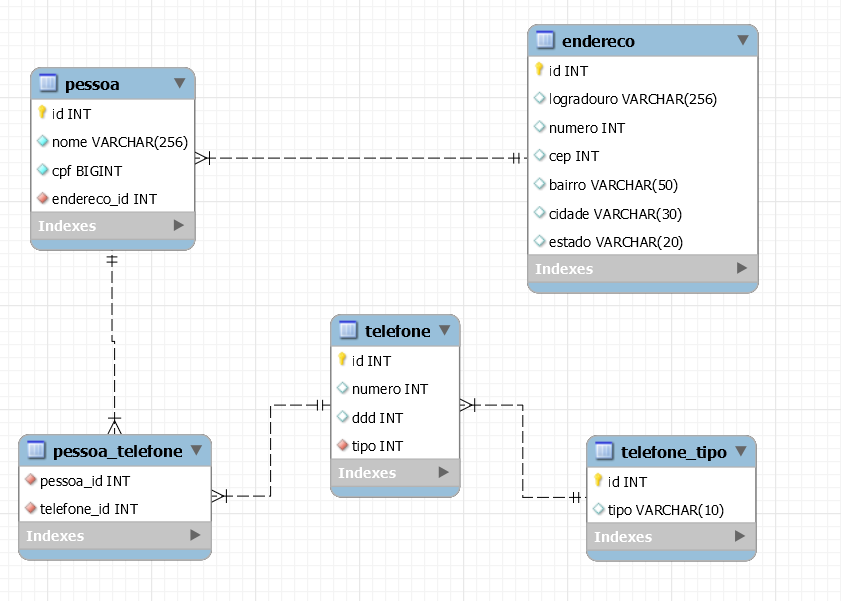 pessoa
id INT
nome VARCHAR(256)
cpf BIGINT
endereco_id INT
Indexes
endereco
id INT
logradouro VARCHAR(256)
numero INT
cep INT
bairro VARCHAR(50)
cidade VARCHAR(30)
estado VARCHAR(20)
Indexes
telefone
id INT
numero INT
ddd INT
tipo INT
Indexes
pessoa_telefone
pessoa_id INT
telefone_id INT
Indexes
telefone_tipo
id INT
tipo VARCHAR(10)
Indexes